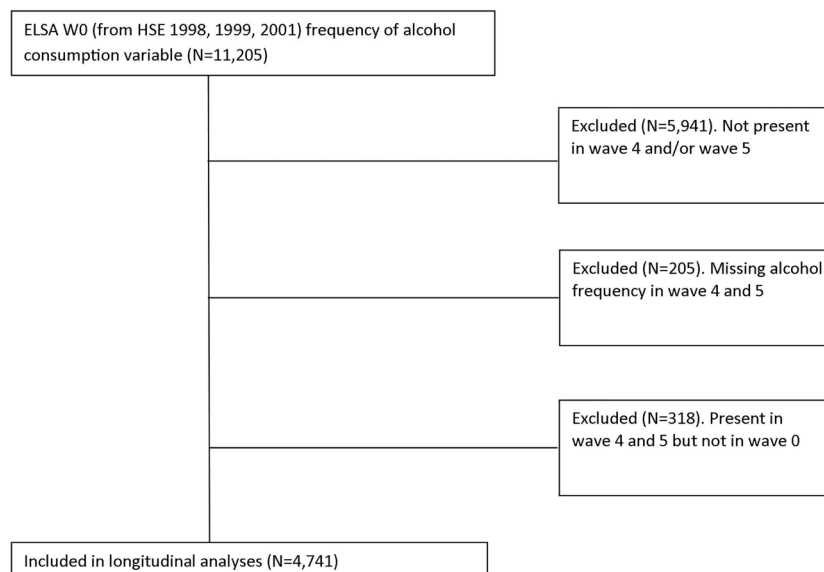 ELSA W0 (from HSE 1998, 1999, 2001) frequency of alcohol
consumption variable (N=11,205)
Excluded (N=5,941). Not present
in wave 4 and/or wave 5
Excluded (N=205). Missing alcohol
frequency in wave 4 and 5
Excluded (N=318). Present in
wave 4 and 5 but not in wave 0
Included in longitudinal analyses (N=4,741)